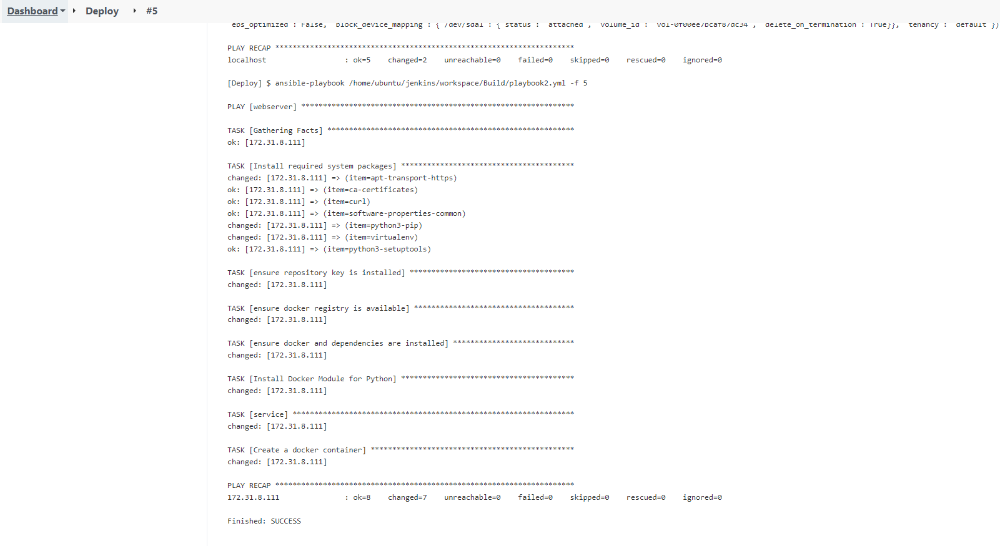 Dashboard Deploy #5
ebs_optimized : False, block_device_mapping : { /dev/sda1 : { status : attached , volume_id : vol-0f00ee7bcaf87dc34 , delete_on_termination : True}}, tenancy : default })
PLAY RECAP *********************************************************************
localhost : ok=5 changed=2 unreachable=0 failed=0 skipped=0 rescued=0 ignored=0
[Deploy] $ ansible-playbook /home/ubuntu/jenkins/workspace/Build/playbook2.yml -f 5
PLAY [webserver] ***************************************************************
TASK [Gathering Facts] *********************************************************
ok: [172.31.8.111]
TASK [Install required system packages] ****************************************
changed: [172.31.8.111] => (item=apt-transport-https)
ok: [172.31.8.111] => (item=ca-certificates)
ok: [172.31.8.111] => (item=curl)
ok: [172.31.8.111] => (item=software-properties-common)
changed: [172.31.8.111] => (item=python3-pip)
changed: [172.31.8.111] => (item=virtualenv)
ok: [172.31.8.111] => (item=python3-setuptools)
TASK [ensure repository key is installed] **************************************
changed: [172.31.8.111]
TASK [ensure docker registry is available] *************************************
changed: [172.31.8.111]
TASK [ensure docker and dependencies are installed] ****************************
changed: [172.31.8.111]
TASK [Install Docker Module for Python] ****************************************
changed: [172.31.8.111]
TASK [service] *****************************************************************
changed: [172.31.8.111]
TASK [Create a docker container] ***********************************************
changed: [172.31.8.111]
PLAY RECAP *********************************************************************
172.31.8.111 : ok=8 changed=7 unreachable=0 failed=0 skipped=0 rescued=0 ignored=0
Finished: SUCCESS